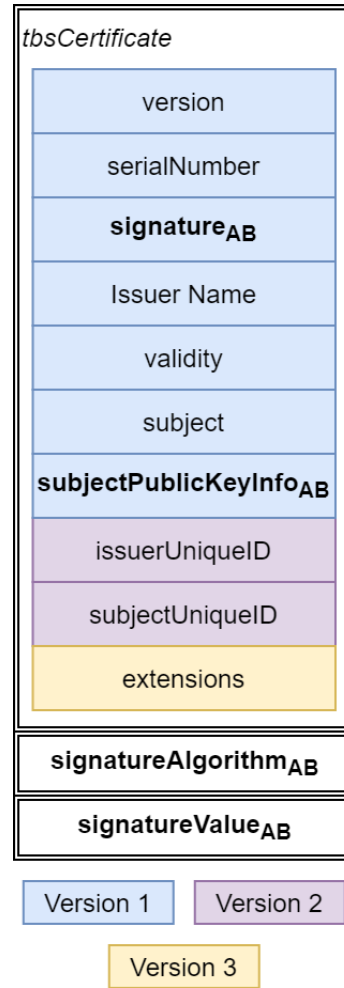 tbsCertificate
version
serialNumber
signatureAB
Issuer Name
validity
subject
subjectPublicKeyInfoAB
issuerUniqueID
subjectUniqueID
extensions
signatureAlgorithmAB
signatureValueAB
Version 1
Version 2
Version 3